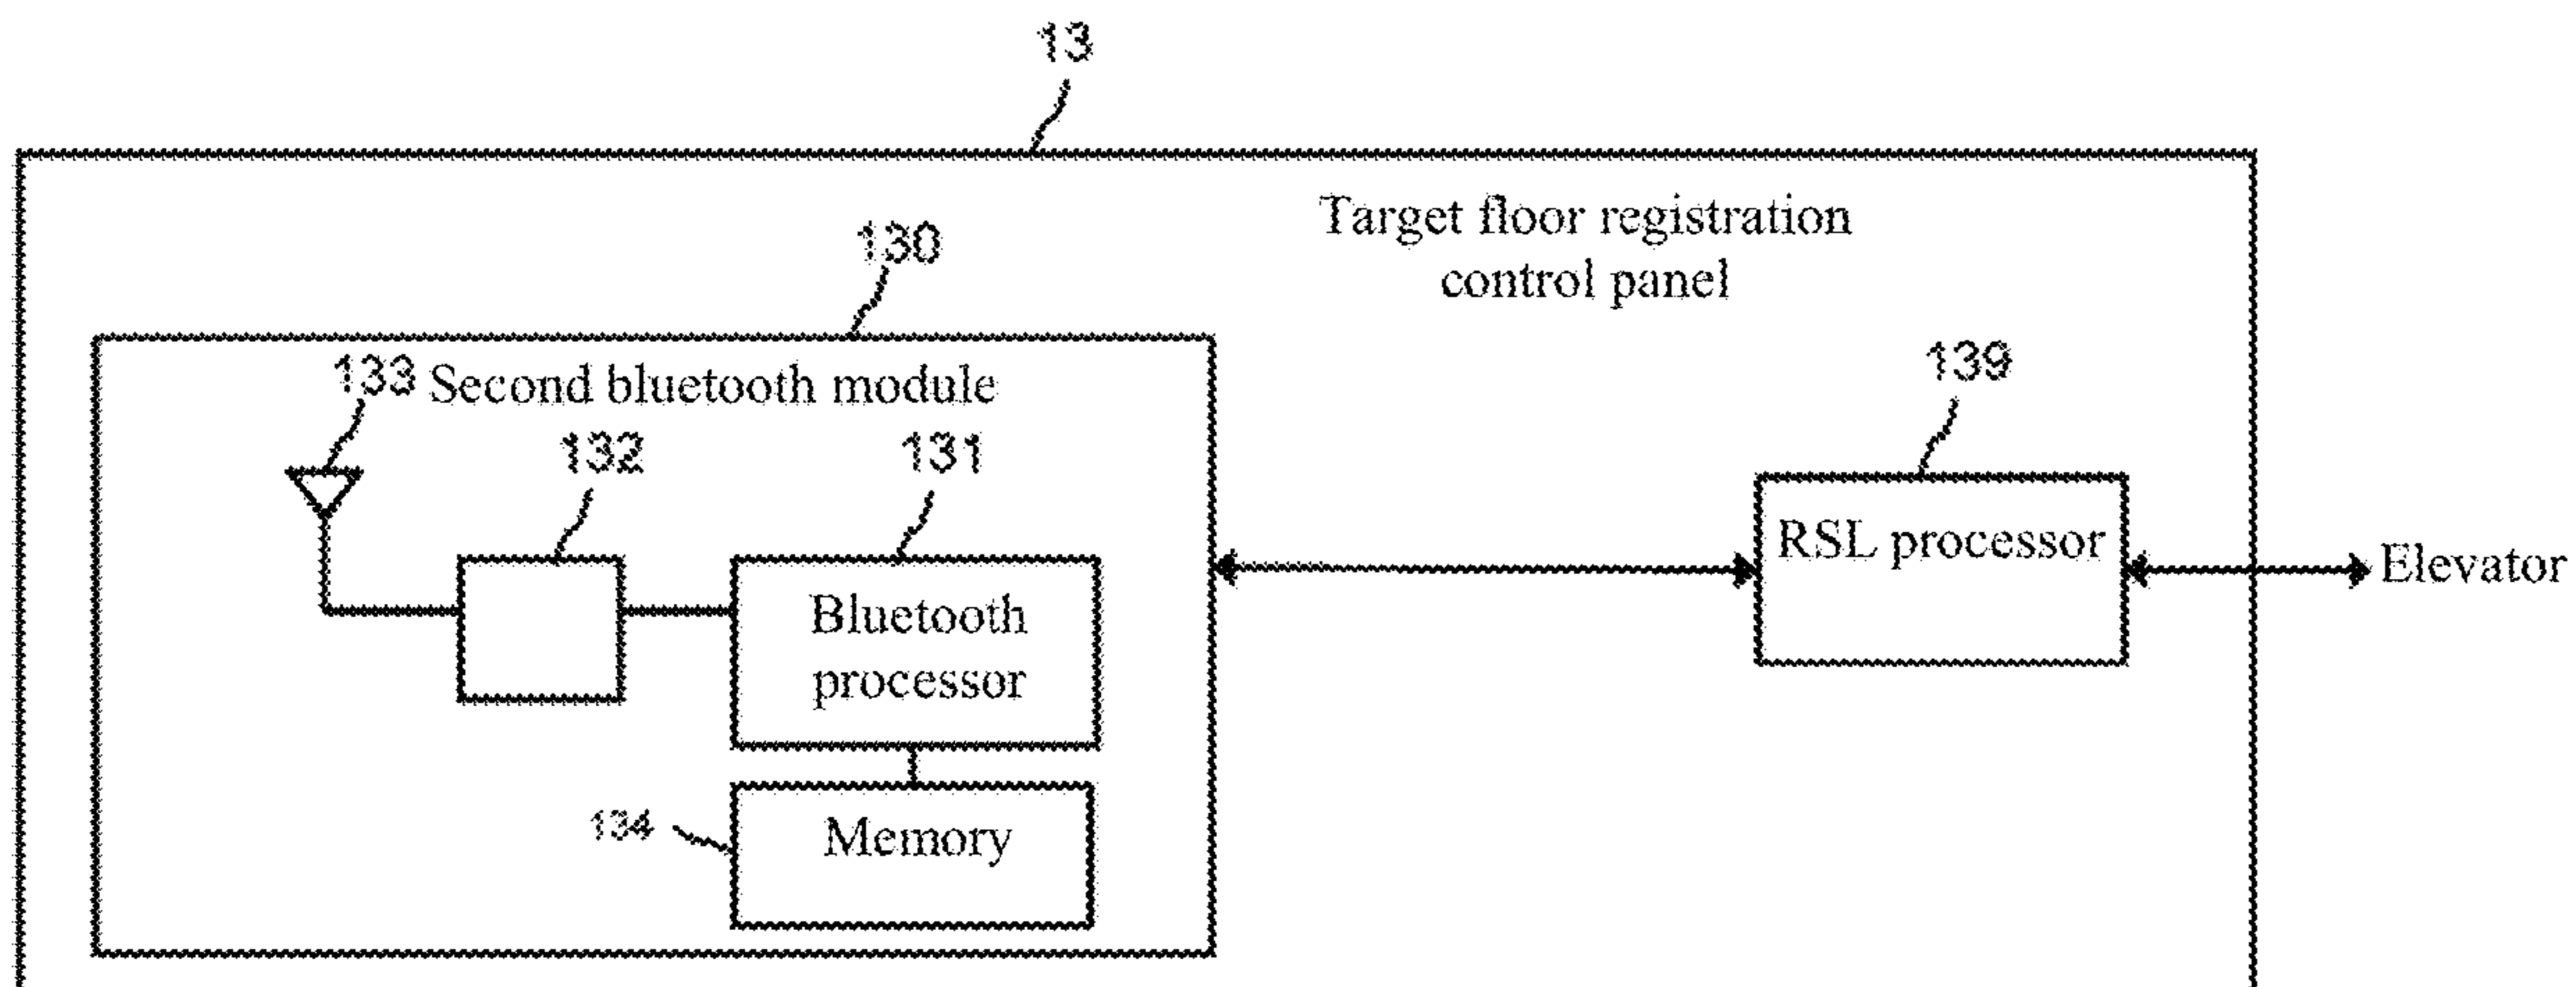 13
Target floor registration
control panel
130
133 Second bluetooth module
139
132
131
RSL processor
Elevator
Bluetooth
processor
134
Memory